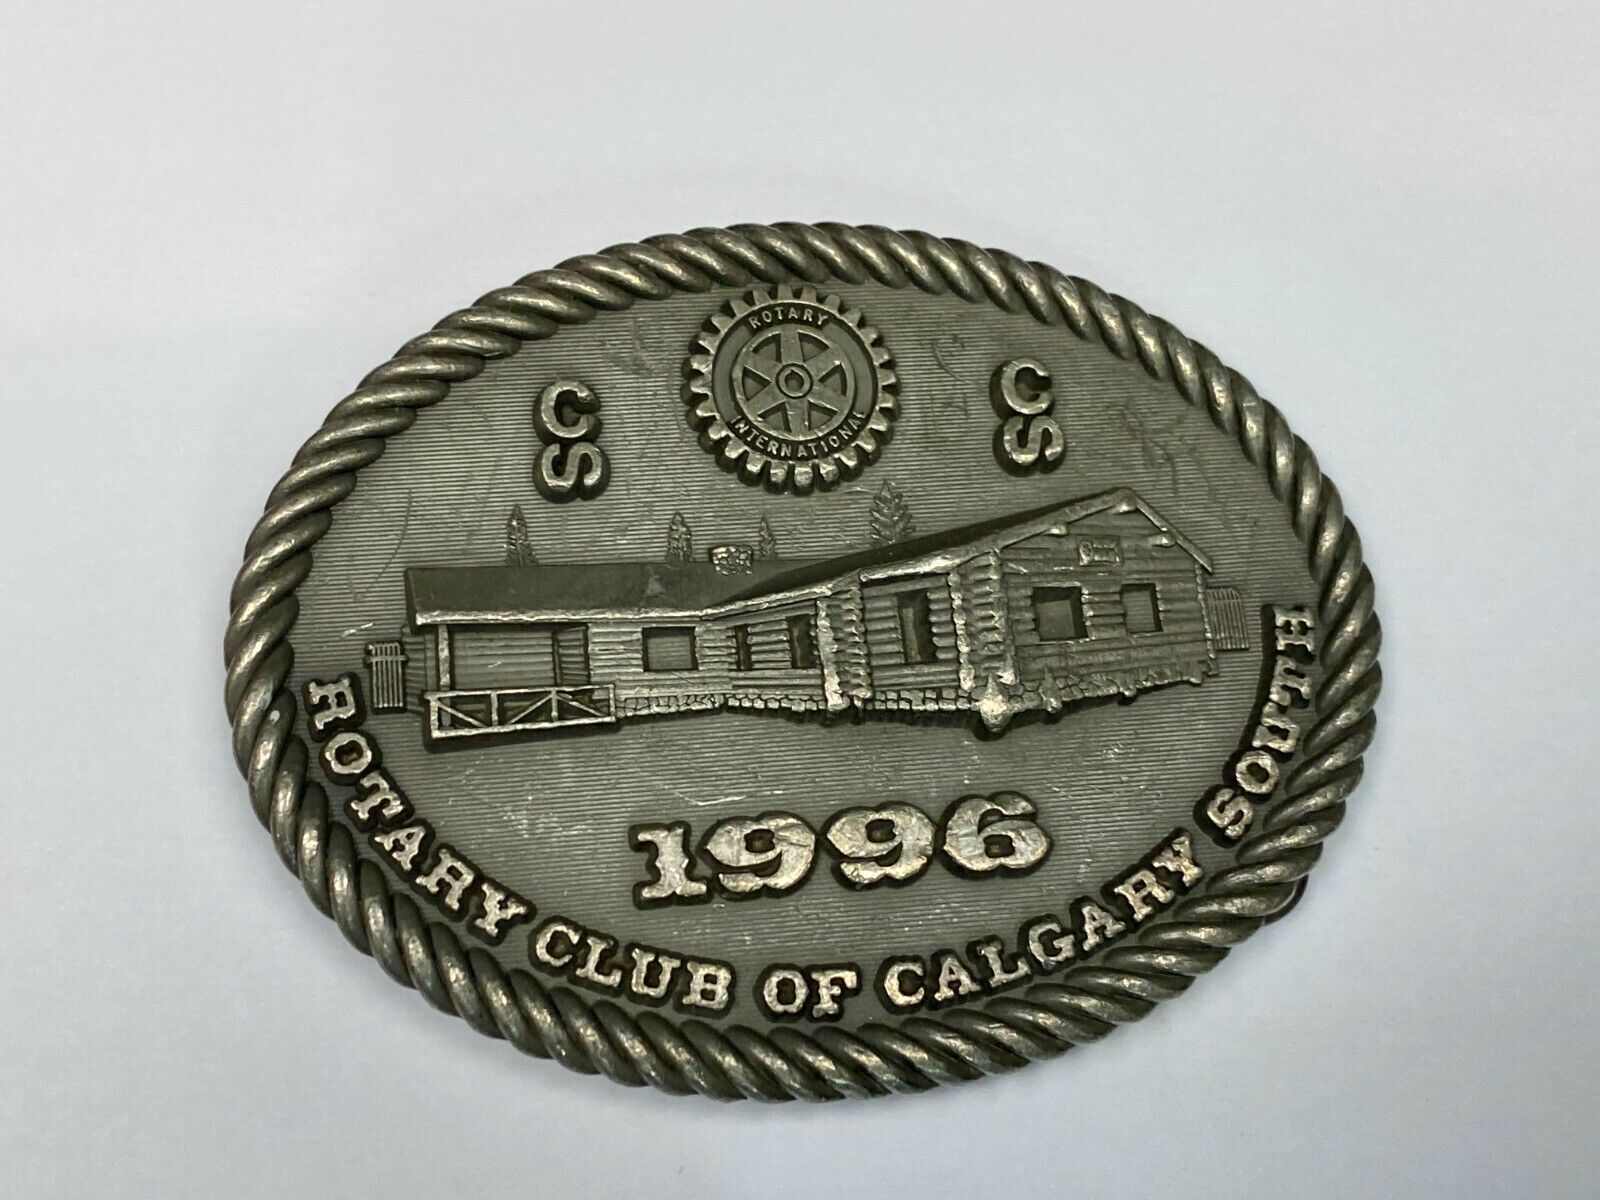 ROTARY
INTERNATIONAL
CS
CS
1996
ROTARY CLUB OF CALGARY SOUTH